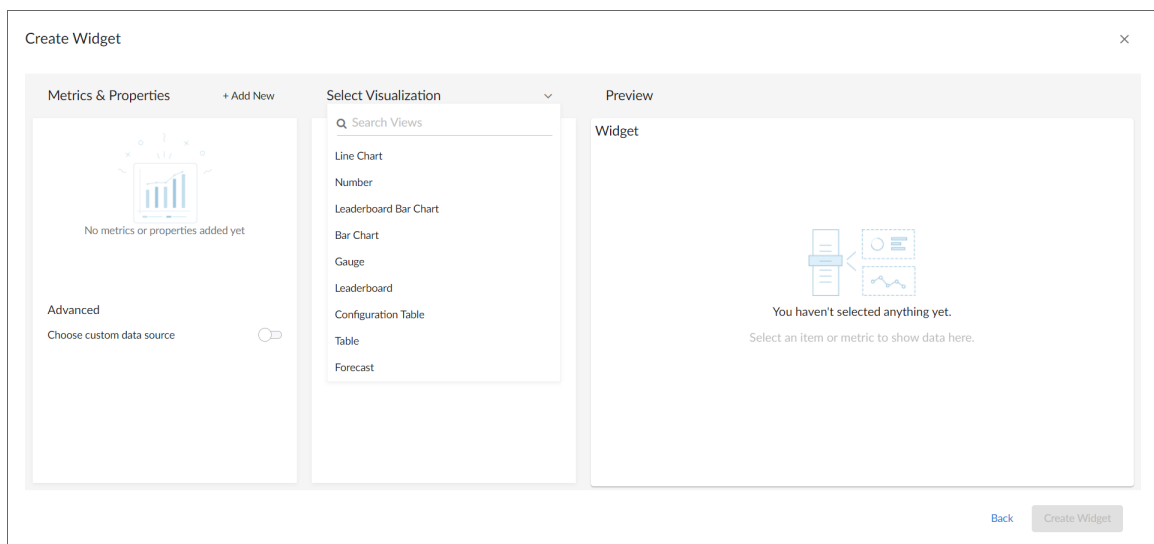 Create Widget
Metrics & Properties
+ Add New
Select Visualization
Preview
No metrics or properties added yet
Advanced
Choose custom data source
Search Views
Line Chart
Number
Leaderboard Bar Chart
Bar Chart
Gauge
Leaderboard
Configuration Table
Table
Forecast
Widget
You haven't selected anything yet.
Select an item or metric to show data here.
Back
Create Widget